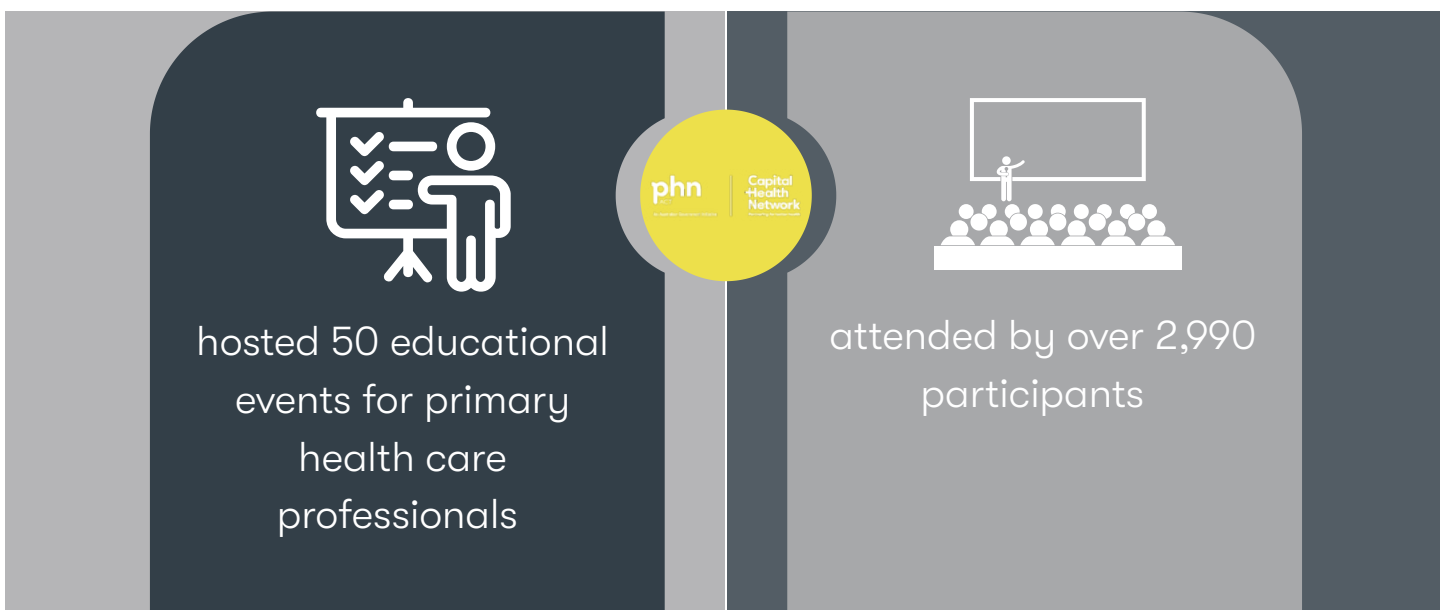 hosted 50 educational
events for primary
health care
professionals
phn
Capital
Health
Network
attended by over 2,990
participants